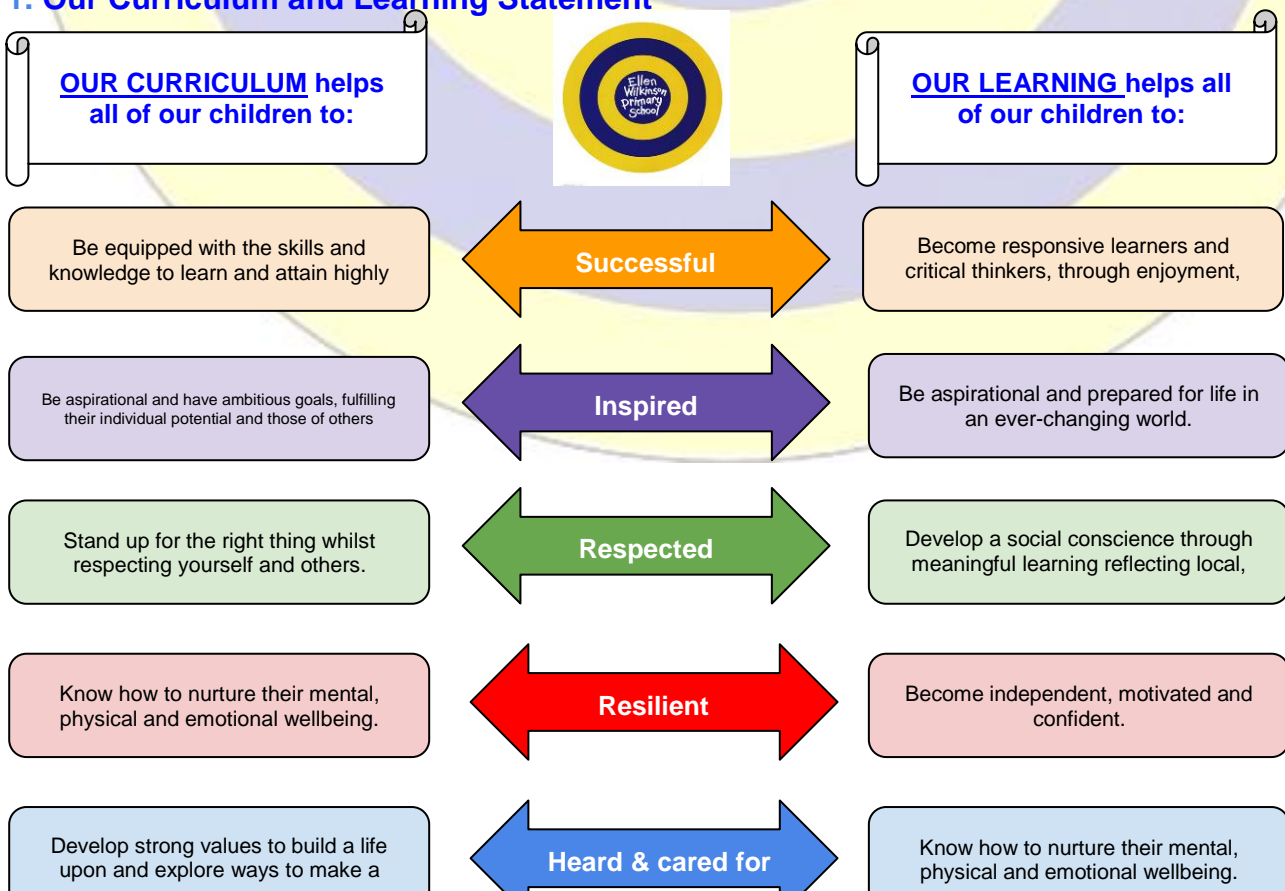 1. Our Curriculum and Learning Statement
OUR CURRICULUM helps
all of our children to:
Ellen
Wilkinson
primary
School
OUR LEARNING helps all
of our children to:
Be equipped with the skills and
knowledge to learn and attain highly
Successful
Become responsive learners and
critical thinkers, through enjoyment,
Be aspirational and have ambitious goals, fulfilling
their individual potential and those of others
Inspired
Be aspirational and prepared for life in
an ever-changing world.
Stand up for the right thing whilst
respecting yourself and others.
Respected
Develop a social conscience through
meaningful learning reflecting local,
Know how to nurture their mental,
physical and emotional wellbeing.
Resilient
Become independent, motivated and
confident.
Develop strong values to build a life
upon and explore ways to make a
Heard & cared for
Know how to nurture their mental,
physical and emotional wellbeing.